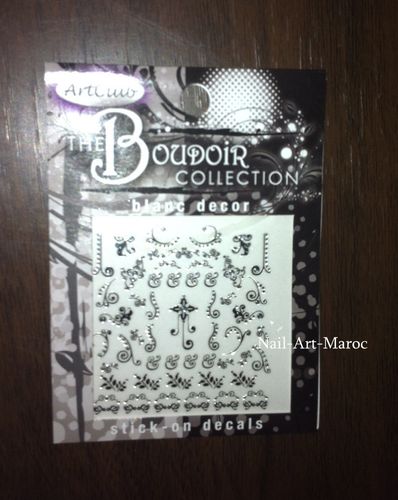 ArtClub
THE BOUDOIR
COLLECTION
blanc decor
Nail-Art-Maroc
stick-on decals